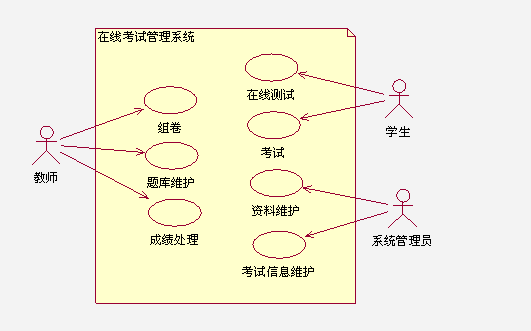 在线考试管理系统
在线测试
组卷
学生
考试
教师
题库维护
资料维护
成绩处理
系统管理员
考试信息维护